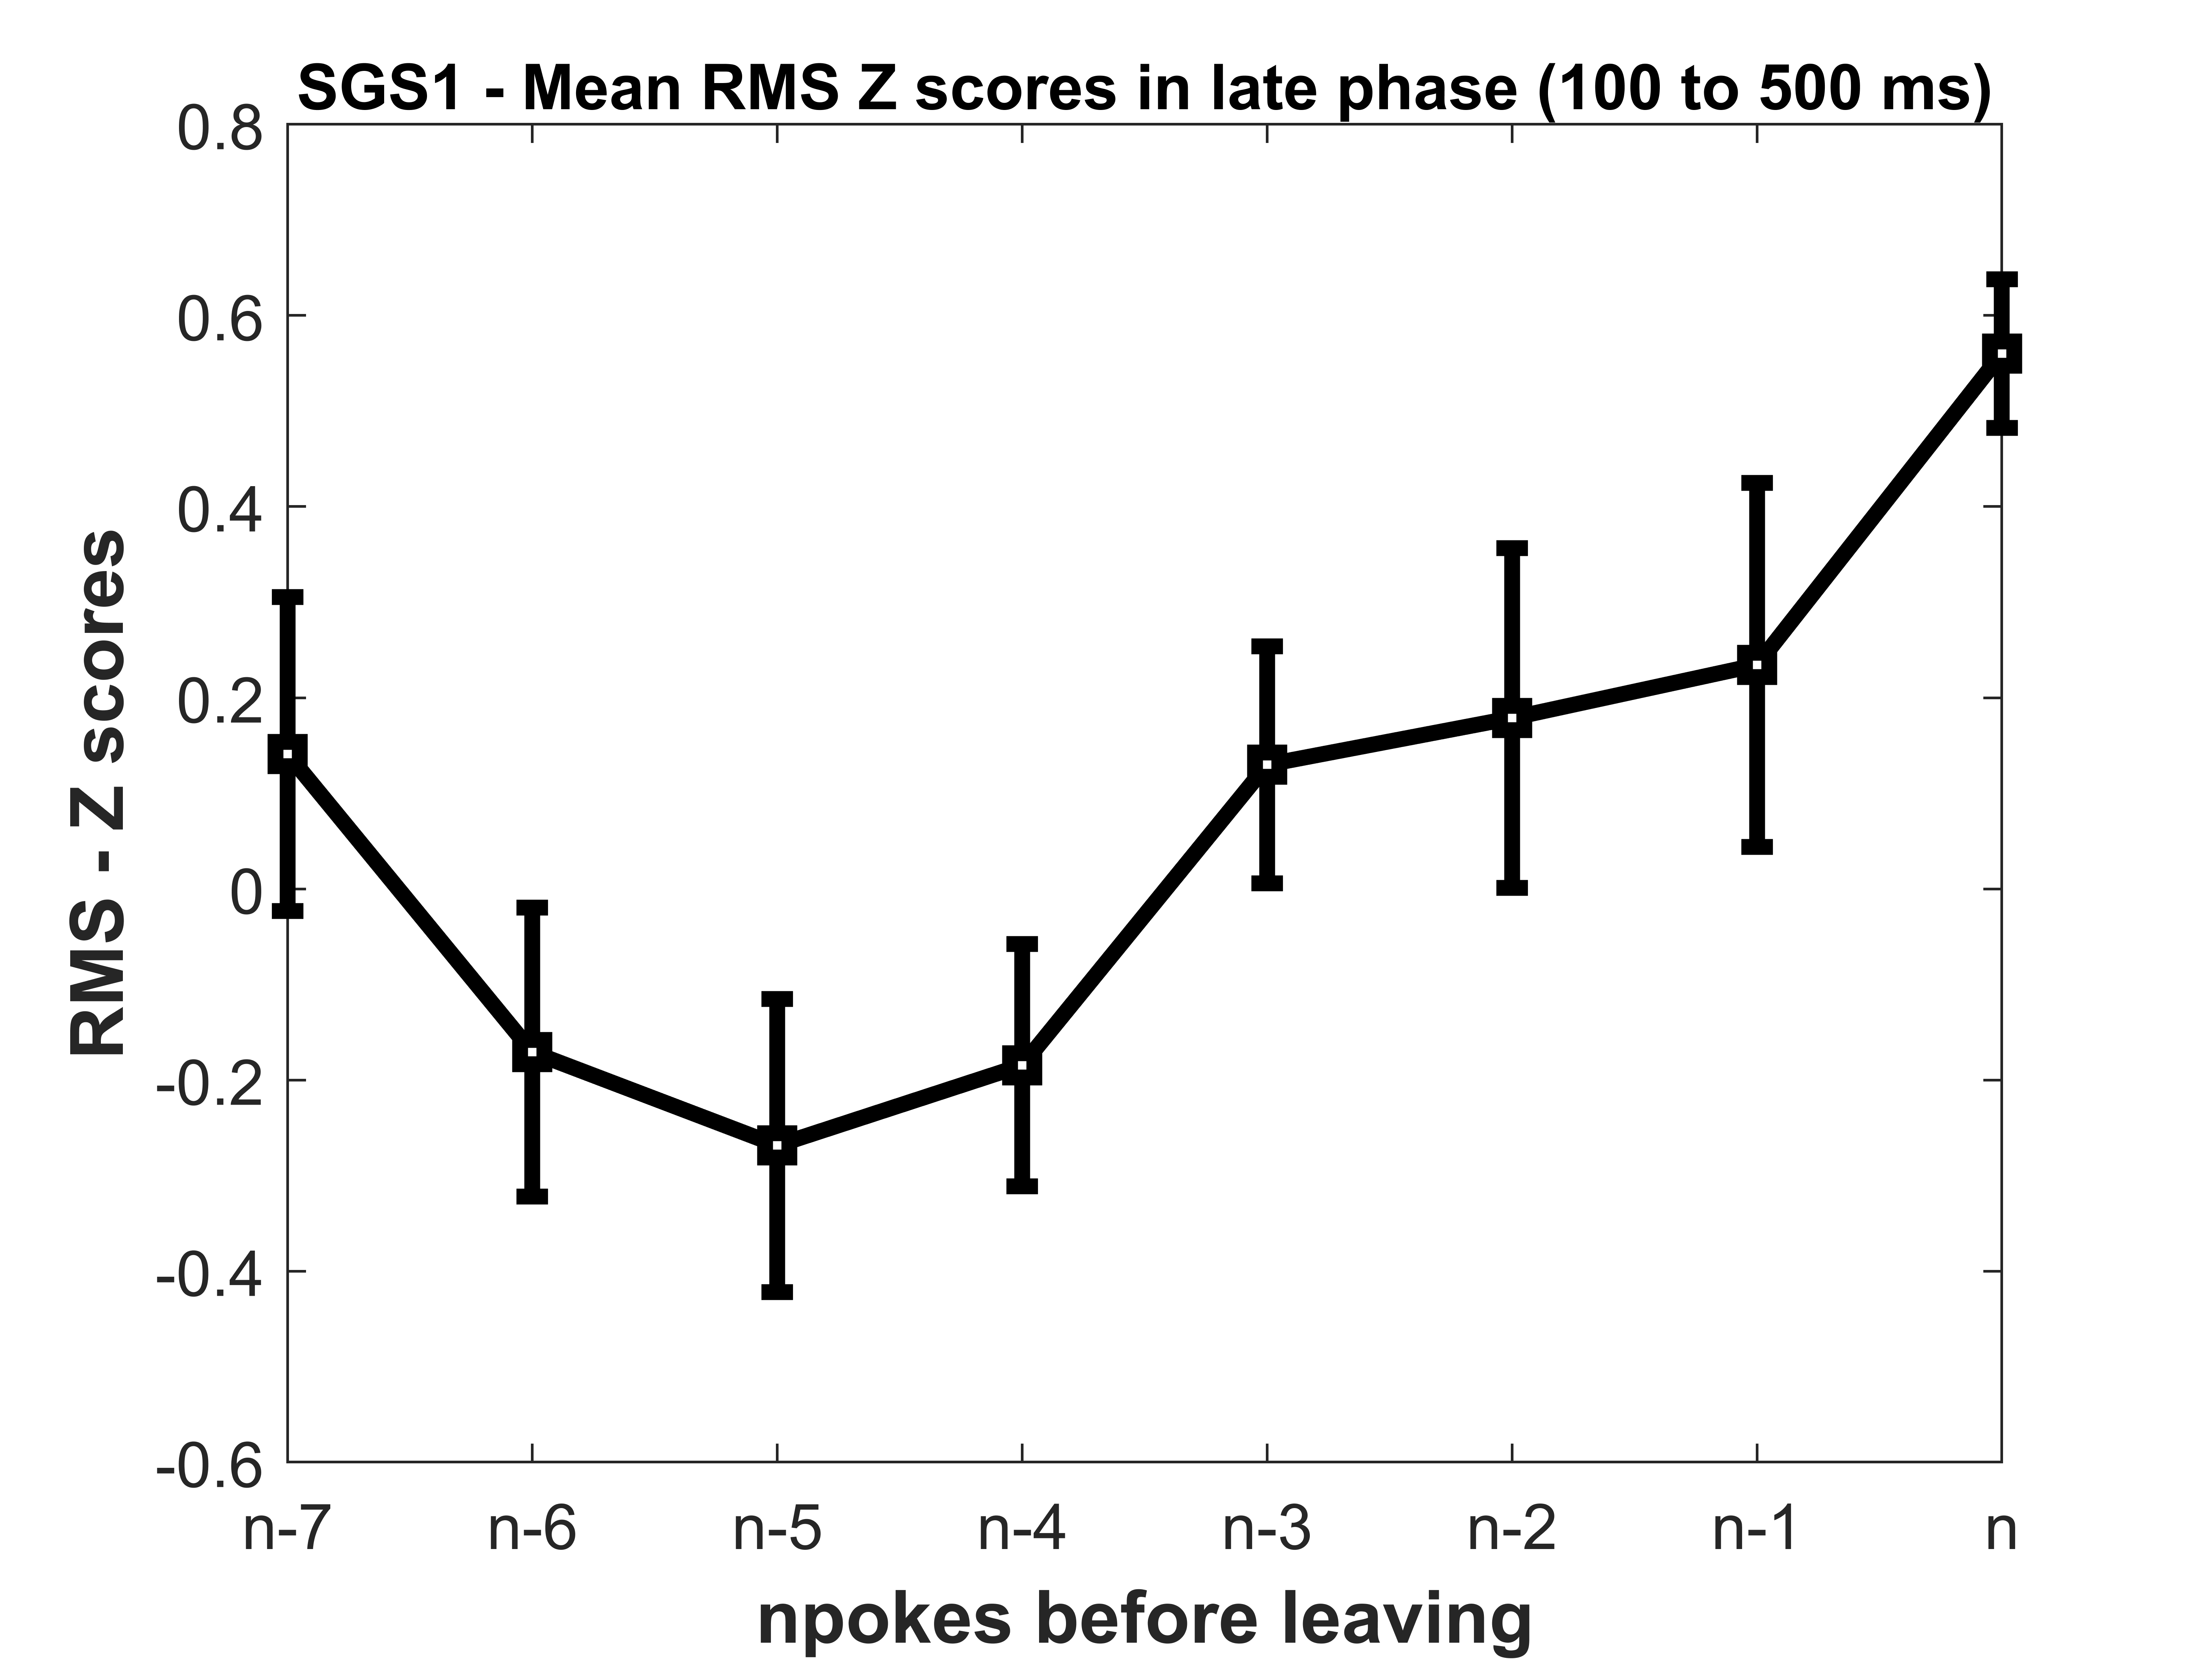 SGS1 - Mean RMS Z scores in late phase (100 to 500 ms)
0.8
0.6
0.4
0.2
0
-0.2
-0.4
-0.6
RMS - Z scores
n-7 n-6 n-5 n-4 n-3 n-2 n-1 n
npokes before leaving